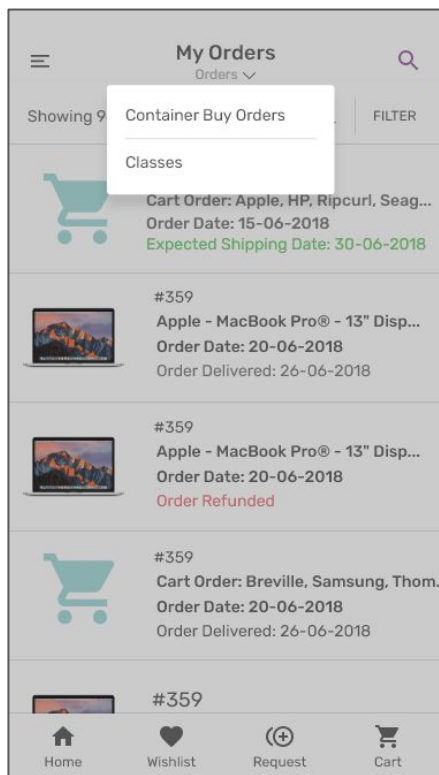 My Orders
Orders
Showing 9
FILTER
Container Buy Orders
Classes
Cart Order: Apple, HP, Ripcurl, Seag...
Order Date: 15-06-2018
Expected Shipping Date: 30-06-2018
#359
Apple - MacBook Pro® - 13" Disp...
Order Date: 20-06-2018
Order Delivered: 26-06-2018
#359
Apple - MacBook Pro® - 13" Disp...
Order Date: 20-06-2018
Order Refunded
#359
Cart Order: Breville, Samsung, Thom.
Order Date: 20-06-2018
Order Delivered: 26-06-2018
#359
Home Wishlist Request Cart